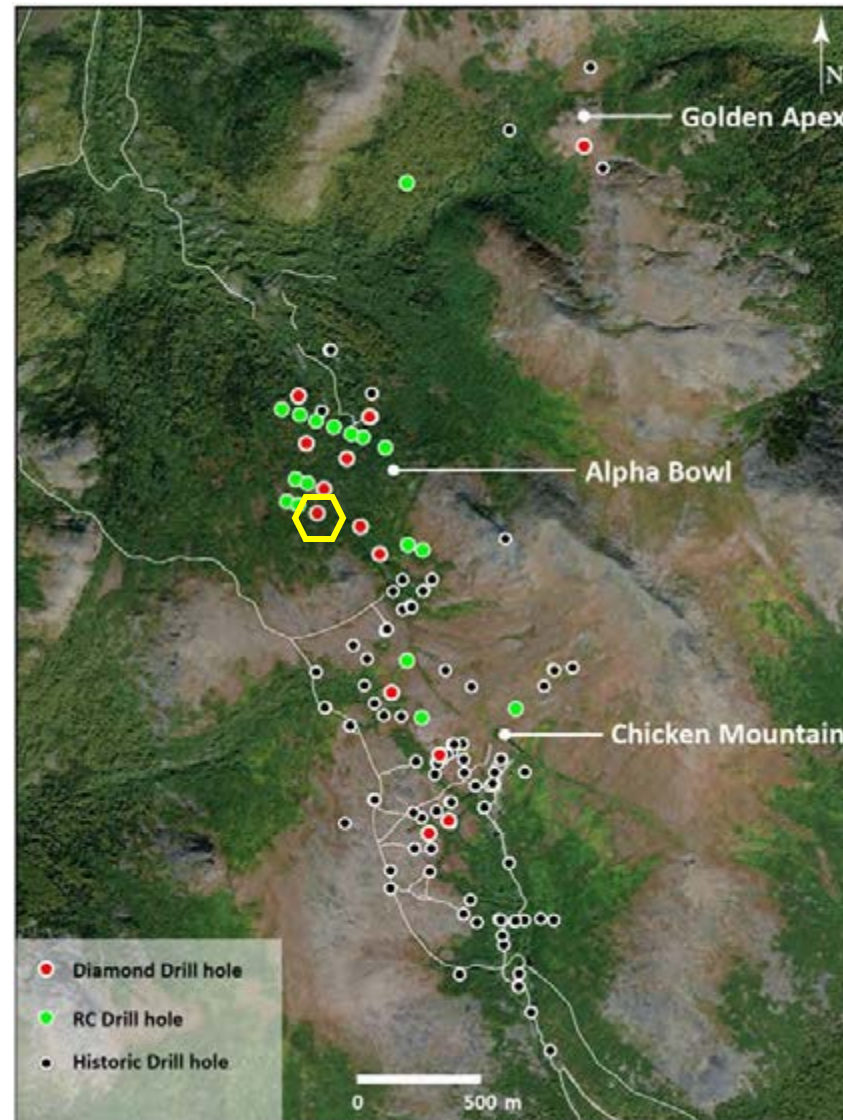 N
Golden Apex
Alpha Bowl
Chicken Mountain
Diamond Drill hole
RC Drill hole
Historic Drill hole
0 500 m